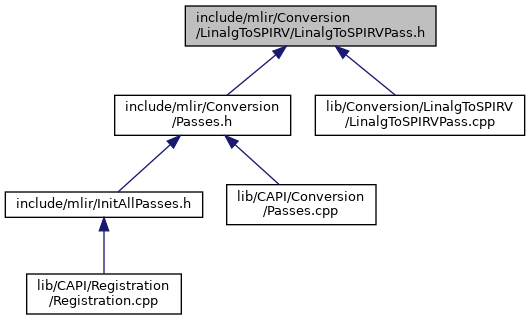 include/mlir/Conversion
/LinalgToSPIRV/LinalgToSPIRVPass.h
include/mlir/Conversion
/Passes.h
lib/Conversion/LinalgToSPIRV
/LinalgToSPIRVPass.cpp
include/mlir/InitAllPasses.h
lib/CAPI/Conversion
/Passes.cpp
lib/CAPI/Registration
/Registration.cpp